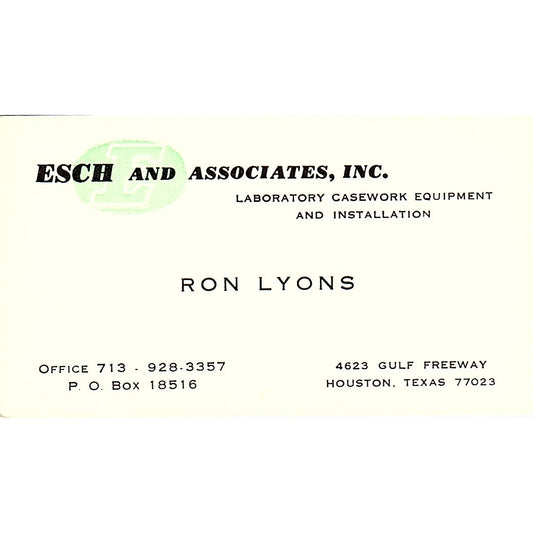 ESCH AND ASSOCIATES, INC.
LABORATORY CASEWORK EQUIPMENT
AND INSTALLATION
RON LYONS
OFFICE 713 - 928-3357
P. O. BOX 18516
4623 GULF FREEWAY
HOUSTON, TEXAS 77023